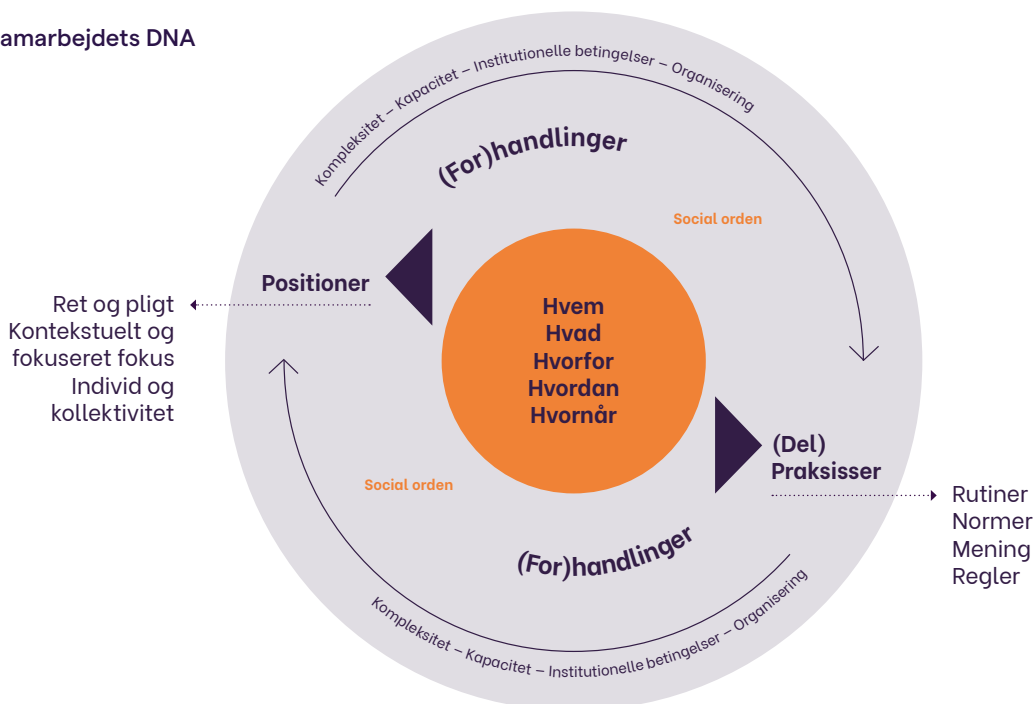 amarbejdets DNA
Kompleksitet – Kapacitet – Institutionelle betingelser – Organisering
(For)handlinger
Social orden
Positioner
Ret og pligt
Kontekstuelt og
fokuseret fokus
Individ og
kollektivitet
Hvem
Hvad
Hvorfor
Hvordan
Hvornår
(Del)
Praksisser
Rutiner
Normer
Mening
Regler
Social orden
(For)handlinger
Kompleksitet – Kapacitet – Institutionelle betingelser – Organisering